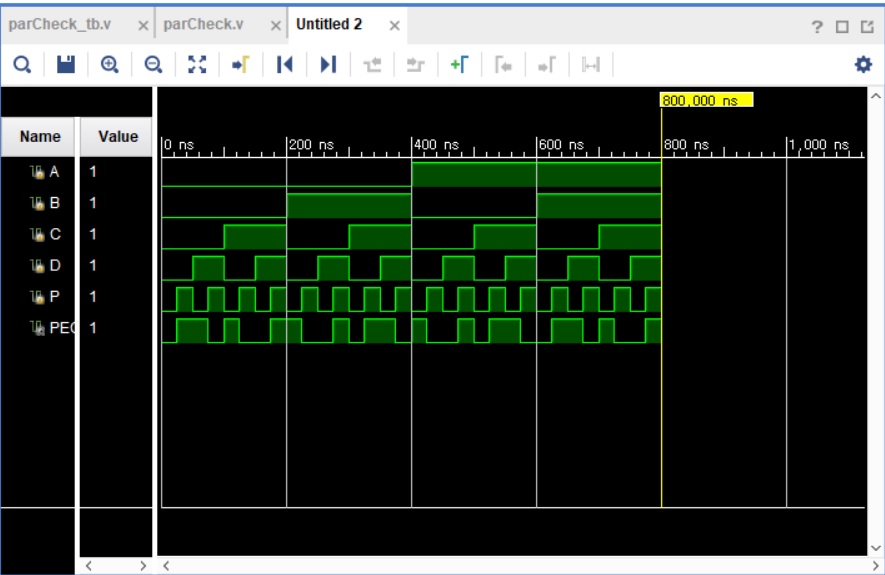 parCheck_tb.v × parCheck.v × Untitled 2 ×
?
800,000 ns
Name Value
0 ns 200 ns 400 ns 600 ns 800 ns 1,000 ns
A 1
B 1
C 1
D 1
P 1
PEC 1